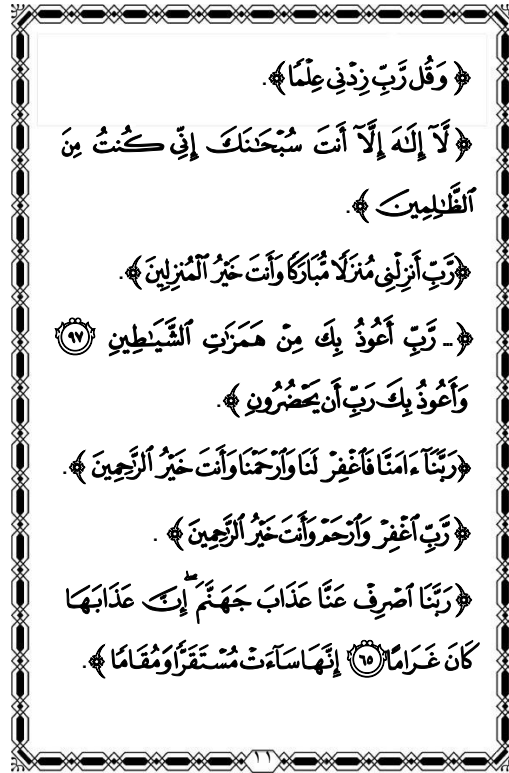 ﴿ وَقُل رَّبِّ زِدْنِى عِلْمًا ﴾.
﴿ لَّآ إِلَٰهَ إِلَّآ أَنتَ سُبْحَٰنَكَ إِنِّى كُنتُ مِنَ
ٱلظَّٰلِمِينَ ﴾.
﴿رَّبِّ أَنزِلْنِى مُنزَلًا مُّبَارَكًا وَأَنتَ خَيْرُ ٱلْمُنزِلِينَ ﴾.
﴿ - رَّبِّ أَعُوذُ بِكَ مِنْ هَمَزَٰتِ ٱلشَّيَٰطِينِ ٩٧
وَأَعُوذُ بِكَ رَبِّ أَن يَحْضُرُونِ ﴾.
﴿رَبَّنَآ ءَامَنَّا فَٱغْفِرْ لَنَا وَٱرْحَمْنَا وَأَنتَ خَيْرُ ٱلرَّٰحِمِينَ ﴾.
﴿ رَّبِّ ٱغْفِرْ وَٱرْحَمْ وَأَنتَ خَيْرُ ٱلرَّٰحِمِينَ ﴾ .
﴿رَبَّنَا ٱصْرِفْ عَنَّا عَذَابَ جَهَنَّمَ ۖ إِنَّ عَذَابَهَا
كَانَ غَرَامًا ٦٥ إِنَّهَا سَآءَتْ مُسْتَقَرًّا وَمُقَامًا ﴾.
١١